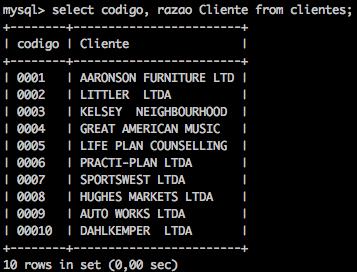 mysql> select codigo, razao Cliente from clientes;
+--------+-----------------------+
| codigo | Cliente               |
+--------+-----------------------+
| 0001   | AARONSON FURNITURE LTD |
| 0002   | LITTLER  LTDA |
| 0003   | KELSEY  NEIGHBOURHOOD |
| 0004   | GREAT AMERICAN MUSIC |
| 0005   | LIFE PLAN COUNSELLING |
| 0006   | PRACTI-PLAN LTDA |
| 0007   | SPORTSWEST LTDA |
| 0008   | HUGHES MARKETS LTDA |
| 0009   | AUTO WORKS LTDA |
| 00010  | DAHLKEMPER  LTDA |
+--------+-----------------------+
10 rows in set (0,00 sec)